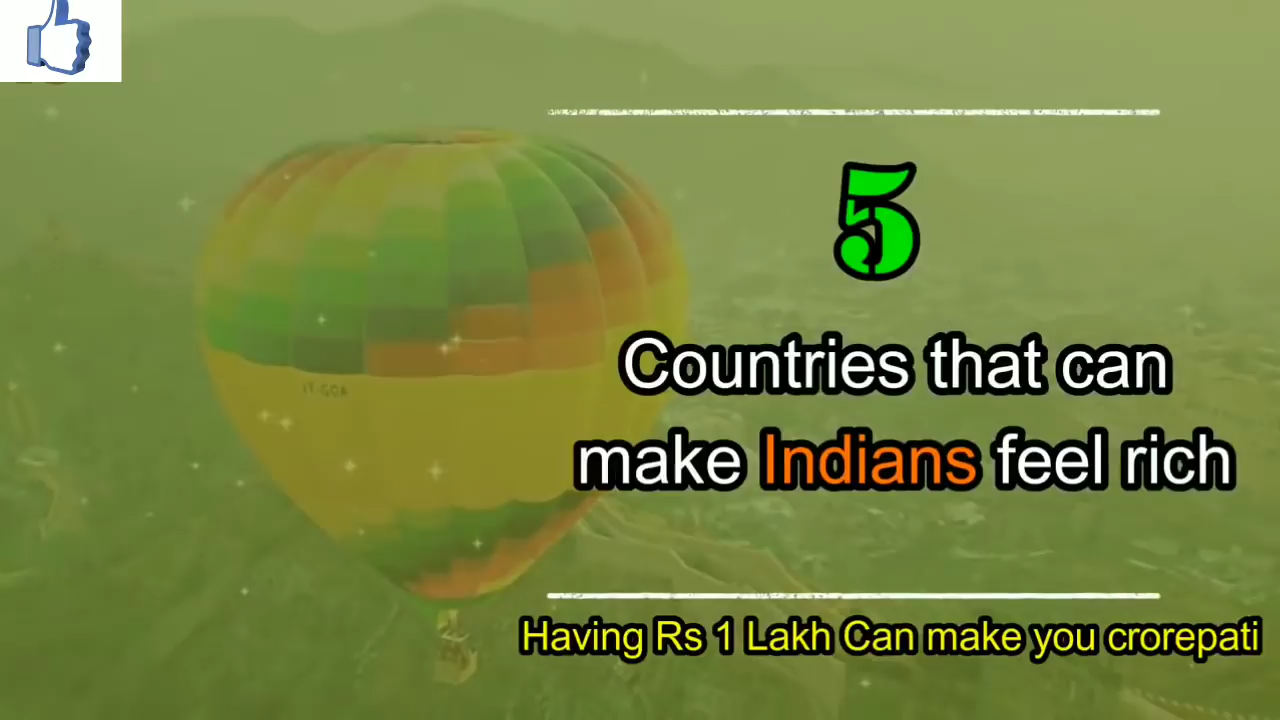 5
Countries that can
make Indians feel rich
Having Rs 1 Lakh Can make you crorepati